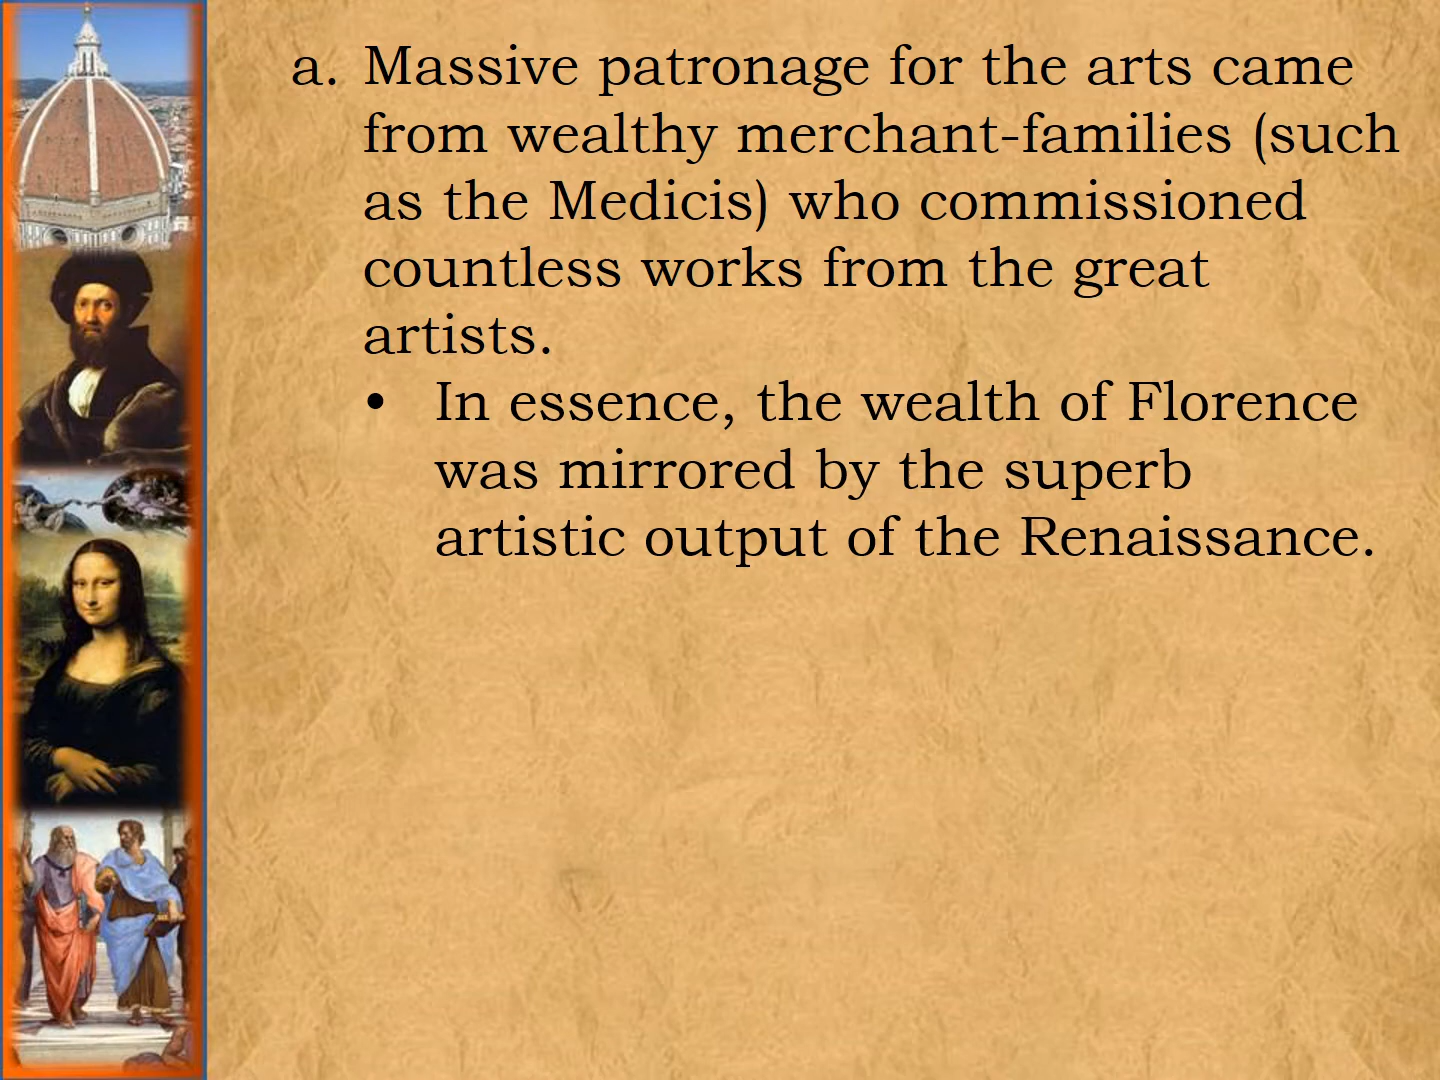 a. Massive patronage for the arts came
from wealthy merchant-families (such
as the Medicis) who commissioned
countless works from the great
artists.
• In essence, the wealth of Florence
was mirrored by the superb
artistic output of the Renaissance.